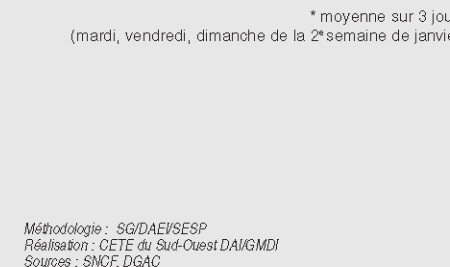 * moyenne sur 3 jou
(mardi, vendredi, dimanche de la 2e semaine de janvie
Méthodologie : SG/DAEI/SESP
Réalisation : CETE du Sud-Ouest DAI/GMDI
Sources : SNCF, DGAC